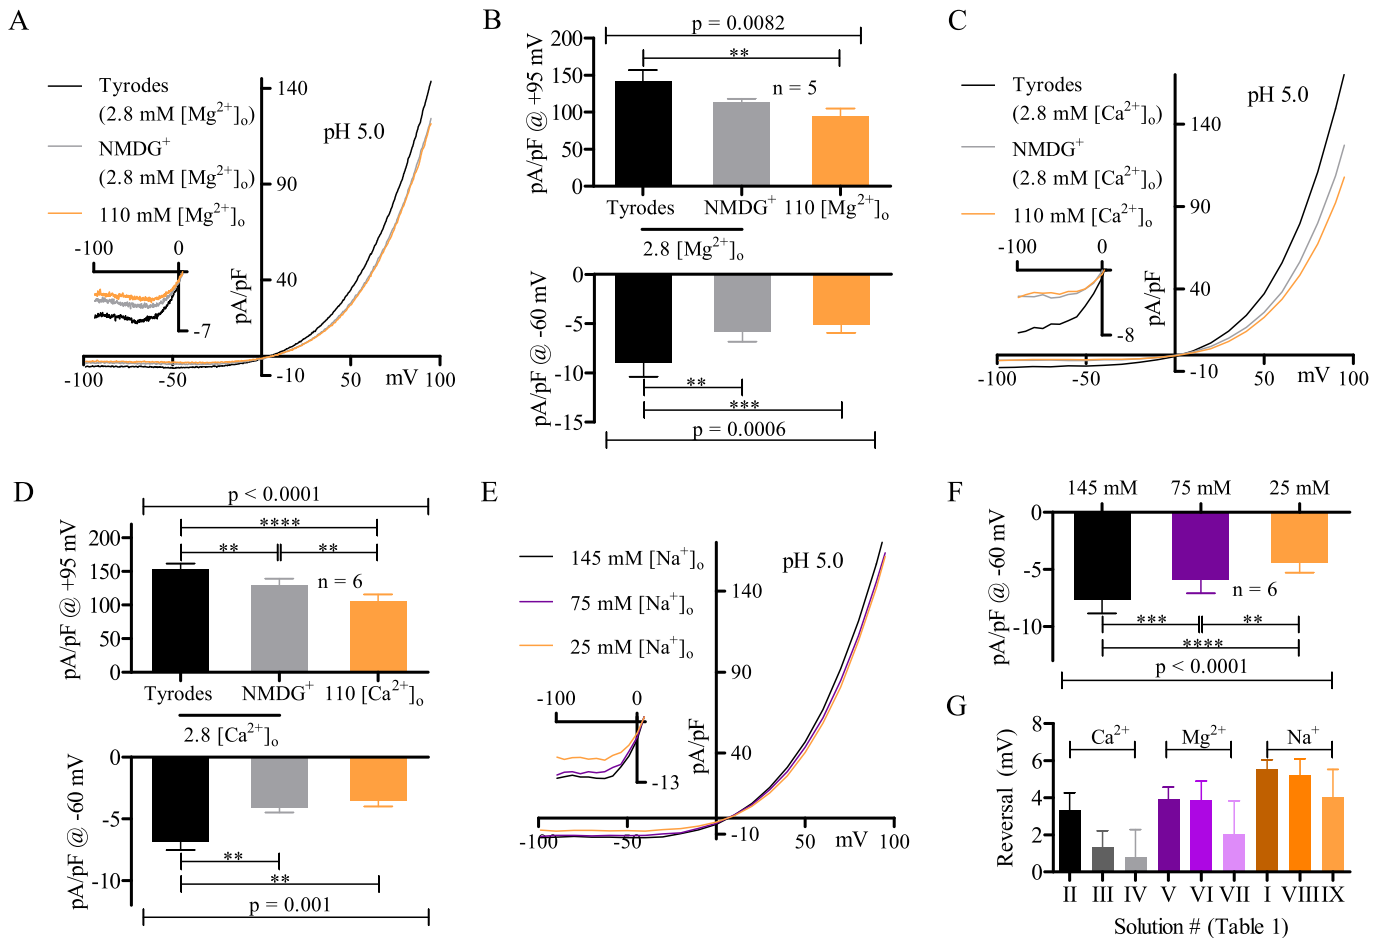 A
Tyrodes
(2.8 mM [Mg²⁺]ₒ)
NMDG⁺
(2.8 mM [Mg²⁺]ₒ)
110 mM [Mg²⁺]ₒ
pH 5.0
140
90
40
-10
pA/pF
-100
0
-7
-100
-50
50
mV
100
B
p = 0.0082
**
n = 5
200
150
100
50
0
pA/pF @ +95 mV
Tyrodes
NMDG⁺
110 [Mg²⁺]ₒ
2.8 [Mg²⁺]ₒ
0
-5
-10
-15
pA/pF @ -60 mV
**
***
p = 0.0006
C
Tyrodes
(2.8 mM [Ca²⁺]ₒ)
NMDG⁺
(2.8 mM [Ca²⁺]ₒ)
110 mM [Ca²⁺]ₒ
pH 5.0
140
90
40
-10
pA/pF
-100
0
-8
-100
-50
50
mV
100
D
p < 0.0001
****
**
**
n = 6
200
150
100
50
0
pA/pF @ +95 mV
Tyrodes
NMDG⁺
110 [Ca²⁺]ₒ
2.8 [Ca²⁺]ₒ
0
-5
-10
pA/pF @ -60 mV
**
**
p = 0.001
E
145 mM [Na⁺]ₒ
75 mM [Na⁺]ₒ
25 mM [Na⁺]ₒ
pH 5.0
140
90
40
-10
pA/pF
-100
0
-13
-100
-50
50
mV
100
F
145 mM
75 mM
25 mM
0
-5
-10
pA/pF @ -60 mV
n = 6
***
**
****
p < 0.0001
G
8
6
4
2
0
Reversal (mV)
Ca²⁺
Mg²⁺
Na⁺
II III IV V VI VII I VIII IX
Solution # (Table 1)